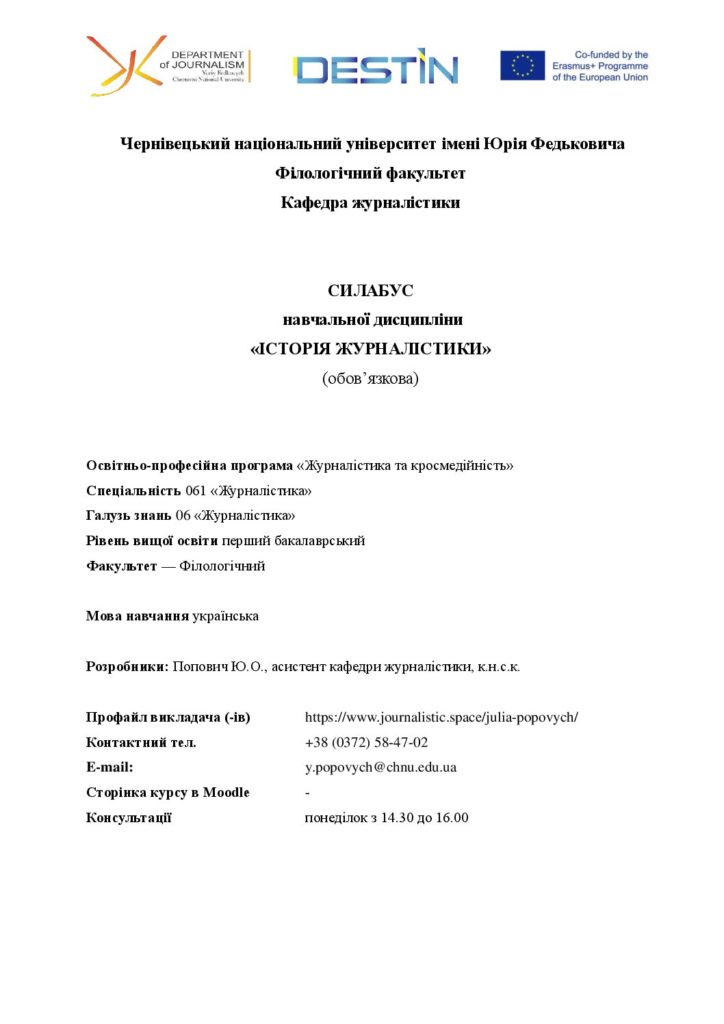 DEPARTMENT
of JOURNALISM
Yuriy Fedkovych
Chernivtsi National University
DESTIN
Co-funded by the
Erasmus+ Programme
of the European Union
Чернівецький національний університет імені Юрія Федьковича
Філологічний факультет
Кафедра журналістики
СИЛАБУС
навчальної дисципліни
«ІСТОРІЯ ЖУРНАЛІСТИКИ»
(обов’язкова)
Освітньо-професійна програма «Журналістика та кросмедійність»
Спеціальність 061 «Журналістика»
Галузь знань 06 «Журналістика»
Рівень вищої освіти перший бакалаврський
Факультет — Філологічний
Мова навчання українська
Розробники: Попович Ю.О., асистент кафедри журналістики, к.н.с.к.
Профайл викладача (-ів) https://www.journalistic.space/julia-popovych/
Контактний тел. +38 (0372) 58-47-02
E-mail: y.popovych@chnu.edu.ua
Сторінка курсу в Moodle -
Консультації понеділок з 14.30 до 16.00